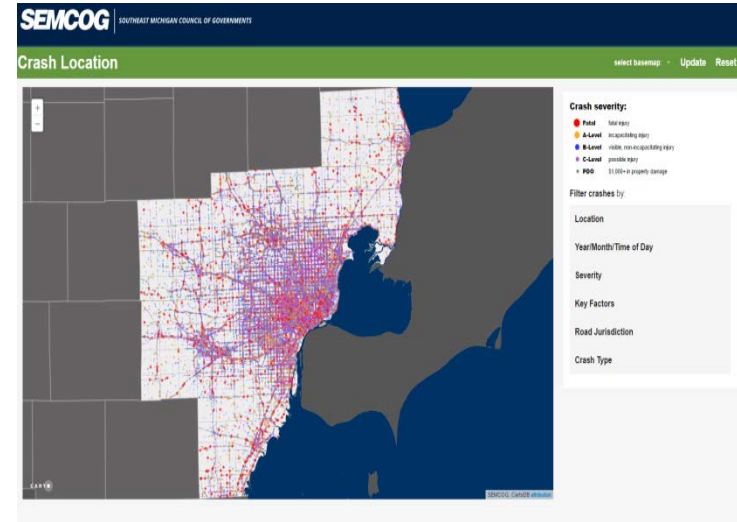 SEMCOG
SOUTHEAST MICHIGAN COUNCIL OF GOVERNMENTS
Crash Location
select basemap
Update
Reset
+
-
Crash severity:
Fatal fatal injury
A-Level incapacitating injury
B-Level visible, non-incapacitating injury
C-Level possible injury
PDO $1,000+ in property damage
Filter crashes by:
Location
Year/Month/Time of Day
Severity
Key Factors
Road Jurisdiction
Crash Type
CARTO
SEMCOG, CartoDB attribution